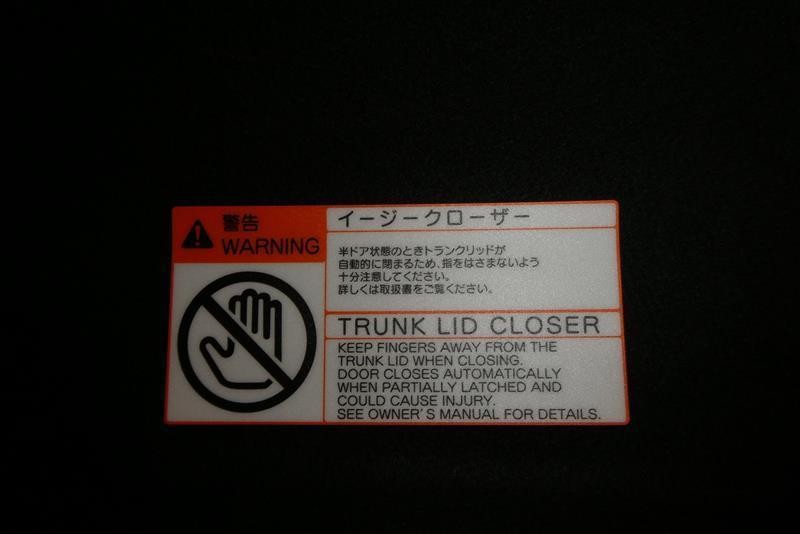 警告
WARNING
イージークローザー
半ドア状態のときトランクリッドが
自動的に閉まるため、指をはさまないよう
十分注意してください。
詳しくは取扱書をご覧ください。
TRUNK LID CLOSER
KEEP FINGERS AWAY FROM THE
TRUNK LID WHEN CLOSING.
DOOR CLOSES AUTOMATICALLY
WHEN PARTIALLY LATCHED AND
COULD CAUSE INJURY.
SEE OWNER'S MANUAL FOR DETAILS.